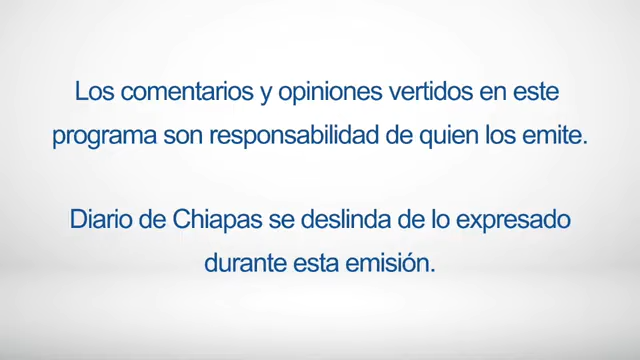 Los comentarios y opiniones vertidos en este
programa son responsabilidad de quien los emite.
Diario de Chiapas se deslinda de lo expresado
durante esta emisión.